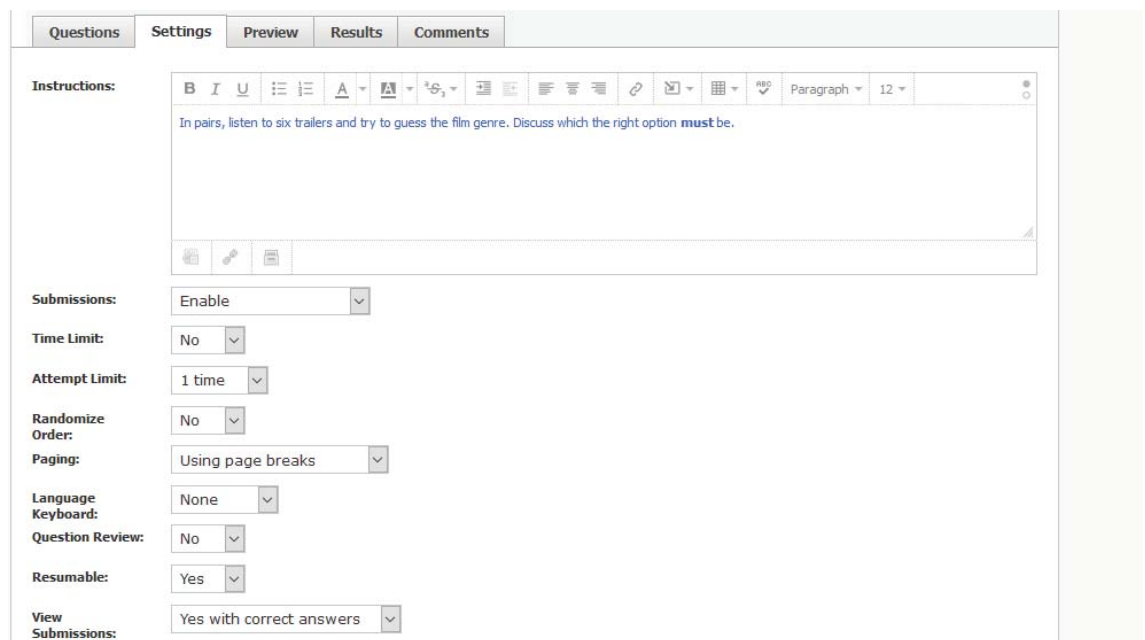 Questions Settings Preview Results Comments
Instructions:
B I U A A S Paragraph 12
In pairs, listen to six trailers and try to guess the film genre. Discuss which the right option must be.
Submissions: Enable
Time Limit: No
Attempt Limit: 1 time
Randomize
Order: No
Paging: Using page breaks
Language
Keyboard: None
Question Review: No
Resumable: Yes
View
Submissions: Yes with correct answers